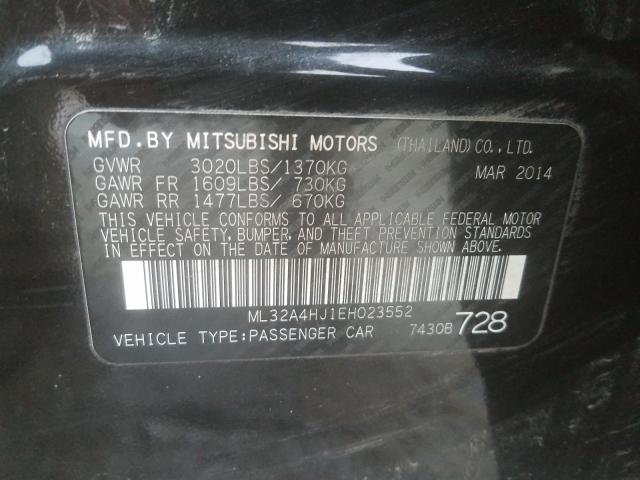 MFD.BY MITSUBISHI MOTORS (THAILAND) CO., LTD.
GVWR 3020LBS/1370KG MAR 2014
GAWR FR 1609LBS/ 730KG
GAWR RR 1477LBS/ 670KG
THIS VEHICLE CONFORMS TO ALL APPLICABLE FEDERAL MOTOR
VEHICLE SAFETY, BUMPER, AND THEFT PREVENTION STANDARDS
IN EFFECT ON THE DATE OF MANUFACTURE SHOWN ABOVE.
ML32A4HJ1EH023552
VEHICLE TYPE:PASSENGER CAR 7430B 728